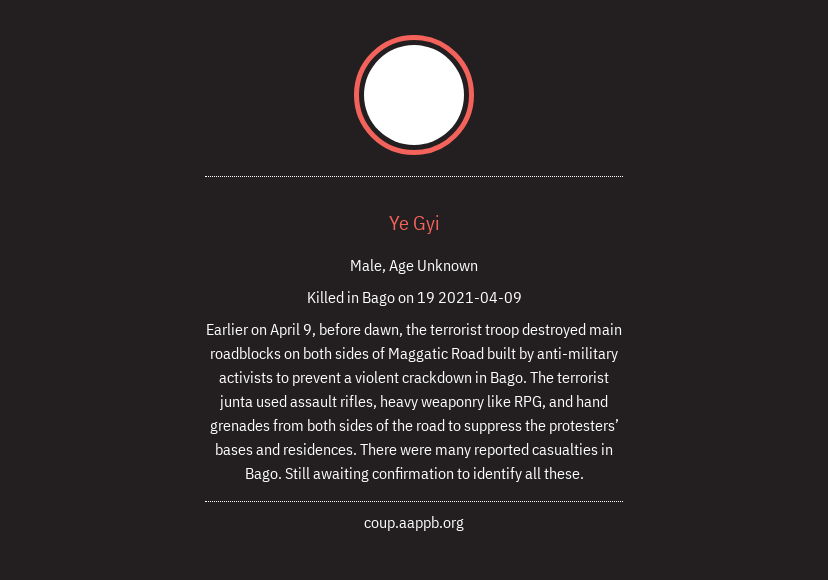 Ye Gyi
Male, Age Unknown
Killed in Bago on 19 2021-04-09
Earlier on April 9, before dawn, the terrorist troop destroyed main
roadblocks on both sides of Maggatic Road built by anti-military
activists to prevent a violent crackdown in Bago. The terrorist
junta used assault rifles, heavy weaponry like RPG, and hand
grenades from both sides of the road to suppress the protesters’
bases and residences. There were many reported casualties in
Bago. Still awaiting confirmation to identify all these.
coup.aappb.org